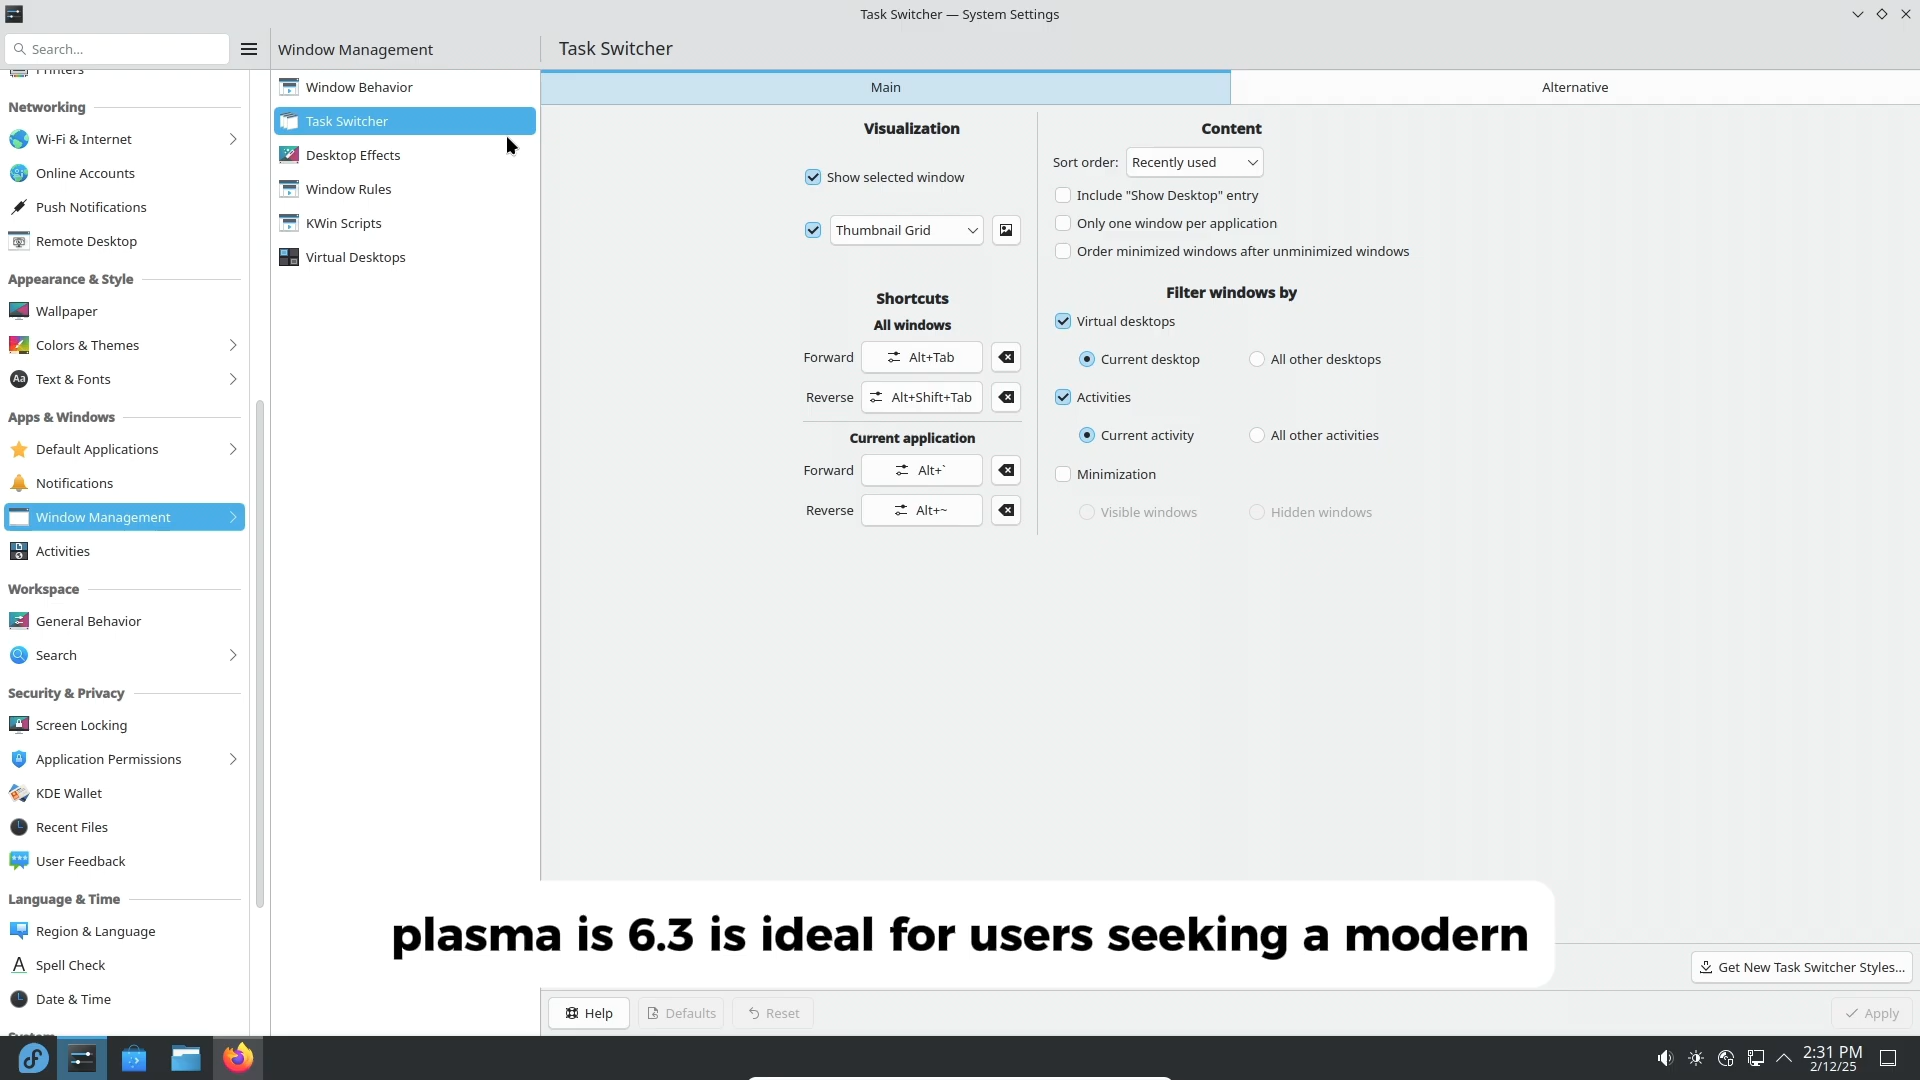 Task Switcher — System Settings
Search...
Window Management
Task Switcher
Printers
Networking
Wi-Fi & Internet
Online Accounts
Push Notifications
Remote Desktop
Appearance & Style
Wallpaper
Colors & Themes
Aa
Text & Fonts
Apps & Windows
Default Applications
Notifications
Window Management
Activities
Workspace
General Behavior
Search
Security & Privacy
Screen Locking
Application Permissions
KDE Wallet
Recent Files
User Feedback
Language & Time
Region & Language
Spell Check
Date & Time
System
Window Behavior
Task Switcher
Desktop Effects
Window Rules
KWin Scripts
Virtual Desktops
Main
Alternative
Visualization
Show selected window
Thumbnail Grid
Shortcuts
All windows
Forward Alt+Tab
Reverse Alt+Shift+Tab
Current application
Forward Alt+`
Reverse Alt+~
Content
Sort order: Recently used
Include "Show Desktop" entry
Only one window per application
Order minimized windows after unminimized windows
Filter windows by
Virtual desktops
Current desktop All other desktops
Activities
Current activity All other activities
Minimization
Visible windows Hidden windows
plasma is 6.3 is ideal for users seeking a modern
Get New Task Switcher Styles...
Help Defaults Reset Apply
2:31 PM
2/12/25